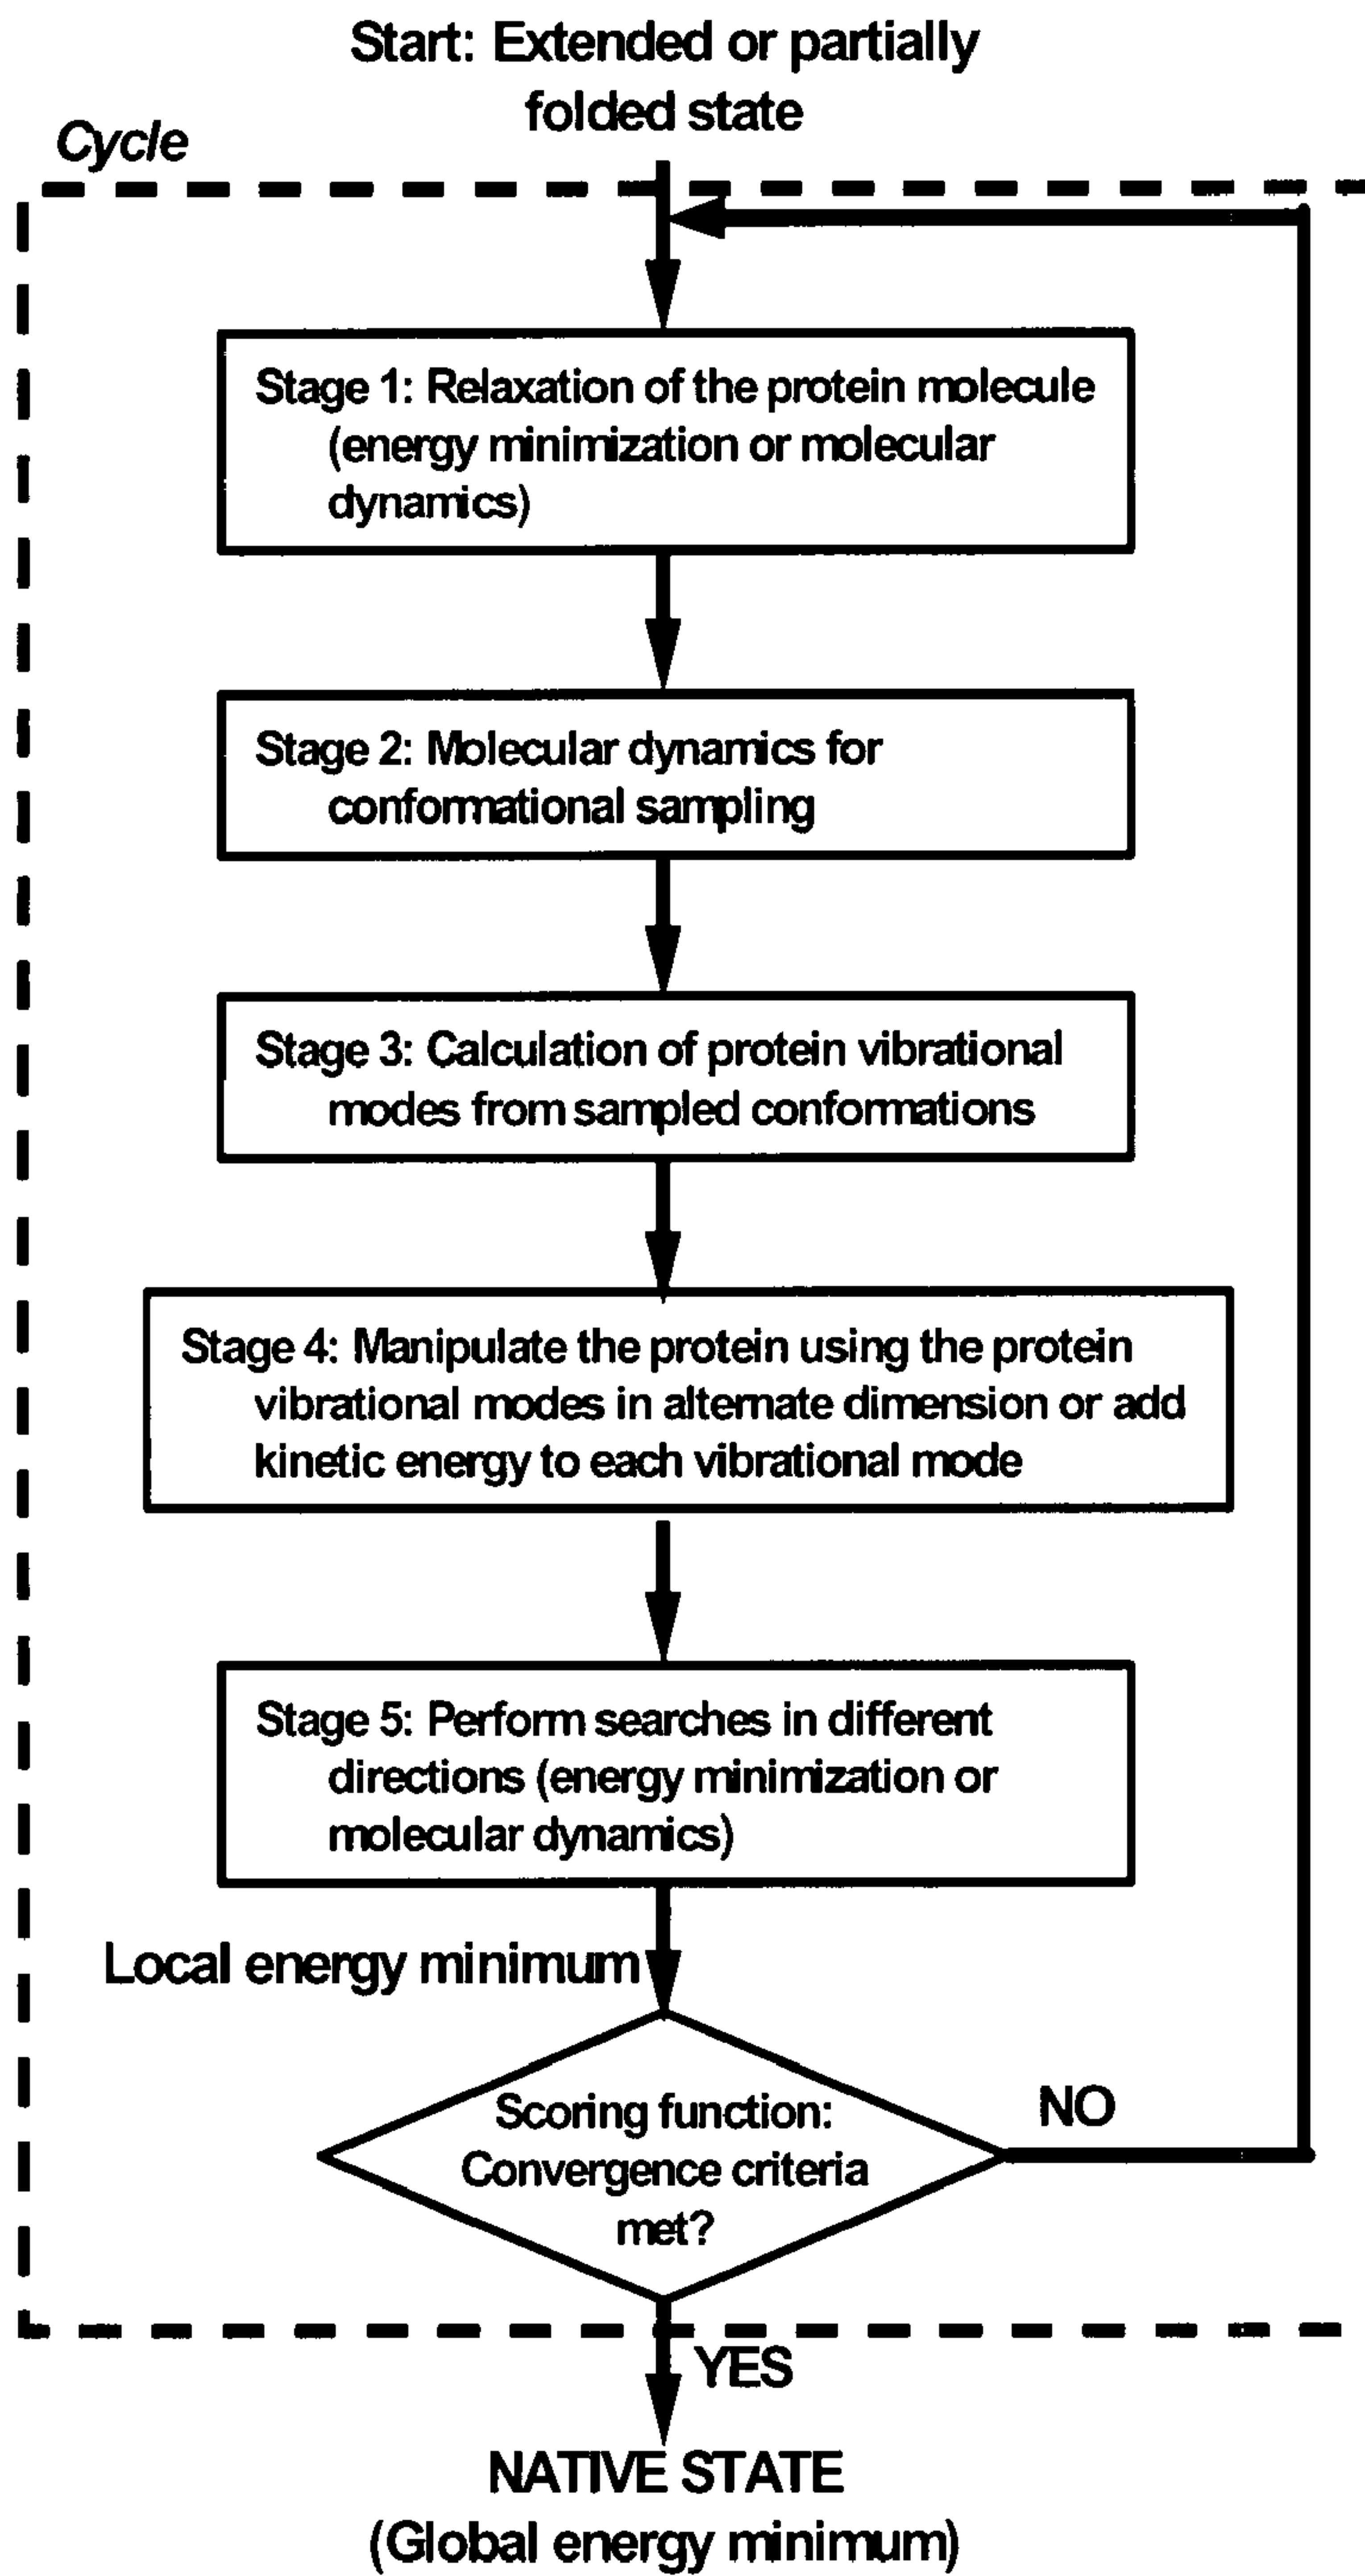 Start: Extended or partially
folded state
Cycle
Stage 1: Relaxation of the protein molecule
(energy minimization or molecular
dynamics)
Stage 2: Molecular dynamics for
conformational sampling
Stage 3: Calculation of protein vibrational
modes from sampled conformations
Stage 4: Manipulate the protein using the protein
vibrational modes in alternate dimension or add
kinetic energy to each vibrational mode
Stage 5: Perform searches in different
directions (energy minimization or
molecular dynamics)
Local energy minimum
Scoring function:
Convergence criteria
met?
NO
YES
NATIVE STATE
(Global energy minimum)